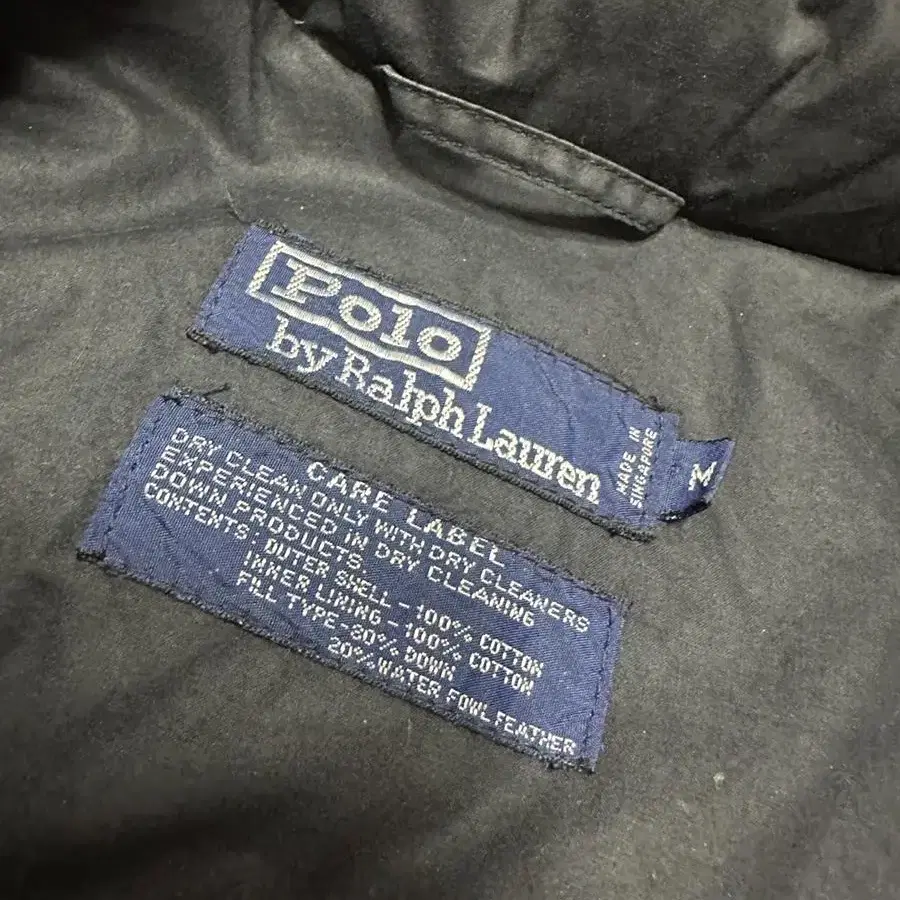 Polo
by Ralph Lauren
MADE IN
SINGAPORE
M
CARE LABEL
DRY CLEAN ONLY WITH DRY CLEANERS
EXPERIENCED IN DRY CLEANING
DOWN PRODUCTS
CONTENTS: OUTER SHELL-100% COTTON
INNER LINING-100% COTTON
FILL TYPE-80% DOWN
20% WATER FOWL FEATHER